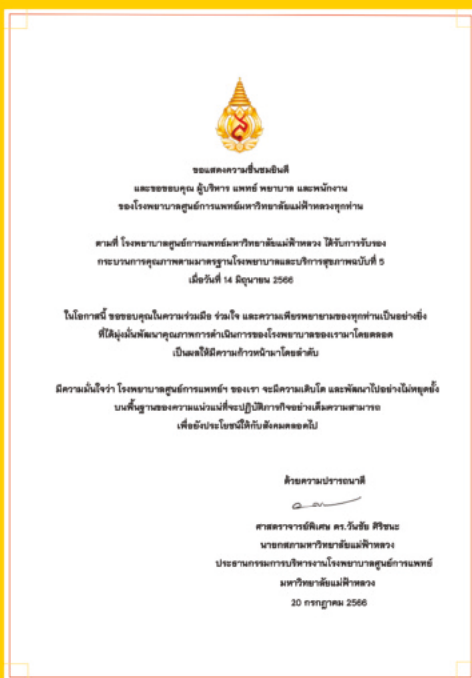 ขอแสดงความชื่นชมยินดี
และขอขอบคุณ ผู้บริหาร แพทย์ พยาบาล และพนักงาน
ของโรงพยาบาลศูนย์การแพทย์มหาวิทยาลัยแม่ฟ้าหลวงทุกท่าน
ตามที่ โรงพยาบาลศูนย์การแพทย์มหาวิทยาลัยแม่ฟ้าหลวง ได้รับการรับรอง
กระบวนการคุณภาพตามมาตรฐานโรงพยาบาลและบริการสุขภาพฉบับที่ 5
เมื่อวันที่ 14 มิถุนายน 2566
ในโอกาสนี้ ขอขอบคุณในความร่วมมือ ร่วมใจ และความเพียรพยายามของทุกท่านเป็นอย่างยิ่ง
ที่ได้มุ่งมั่นพัฒนาคุณภาพการดำเนินการของโรงพยาบาลของเรามาโดยตลอด
เป็นผลให้มีความก้าวหน้ามาโดยลำดับ
มีความมั่นใจว่า โรงพยาบาลศูนย์การแพทย์ฯ ของเรา จะมีความเติบโต และพัฒนาไปอย่างไม่หยุดยั้ง
บนพื้นฐานของความแน่วแน่ที่จะปฏิบัติภารกิจอย่างเต็มความสามารถ
เพื่อยังประโยชน์ให้กับสังคมตลอดไป
ด้วยความปรารถนาดี
ศาสตราจารย์พิเศษ ดร.วันชัย ศิริชนะ
นายกสภามหาวิทยาลัยแม่ฟ้าหลวง
ประธานกรรมการบริหารงานโรงพยาบาลศูนย์การแพทย์
มหาวิทยาลัยแม่ฟ้าหลวง
20 กรกฎาคม 2566